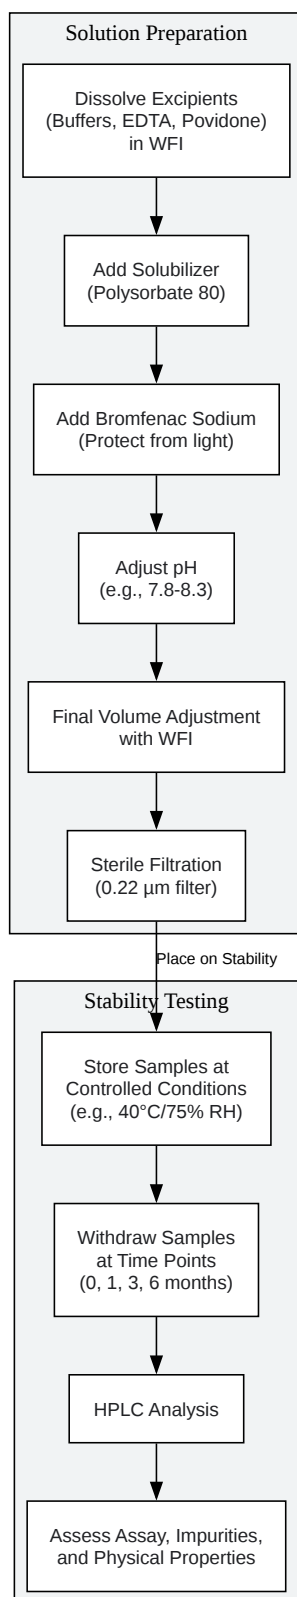 Solution Preparation
Dissolve Excipients
(Buffers, EDTA, Povidone)
in WFI
Add Solubilizer
(Polysorbate 80)
Add Bromfenac Sodium
(Protect from light)
Adjust pH
(e.g., 7.8-8.3)
Final Volume Adjustment
with WFI
Sterile Filtration
(0.22 µm filter)
Place on Stability
Stability Testing
Store Samples at
Controlled Conditions
(e.g., 40°C/75% RH)
Withdraw Samples
at Time Points
(0, 1, 3, 6 months)
HPLC Analysis
Assess Assay, Impurities,
and Physical Properties